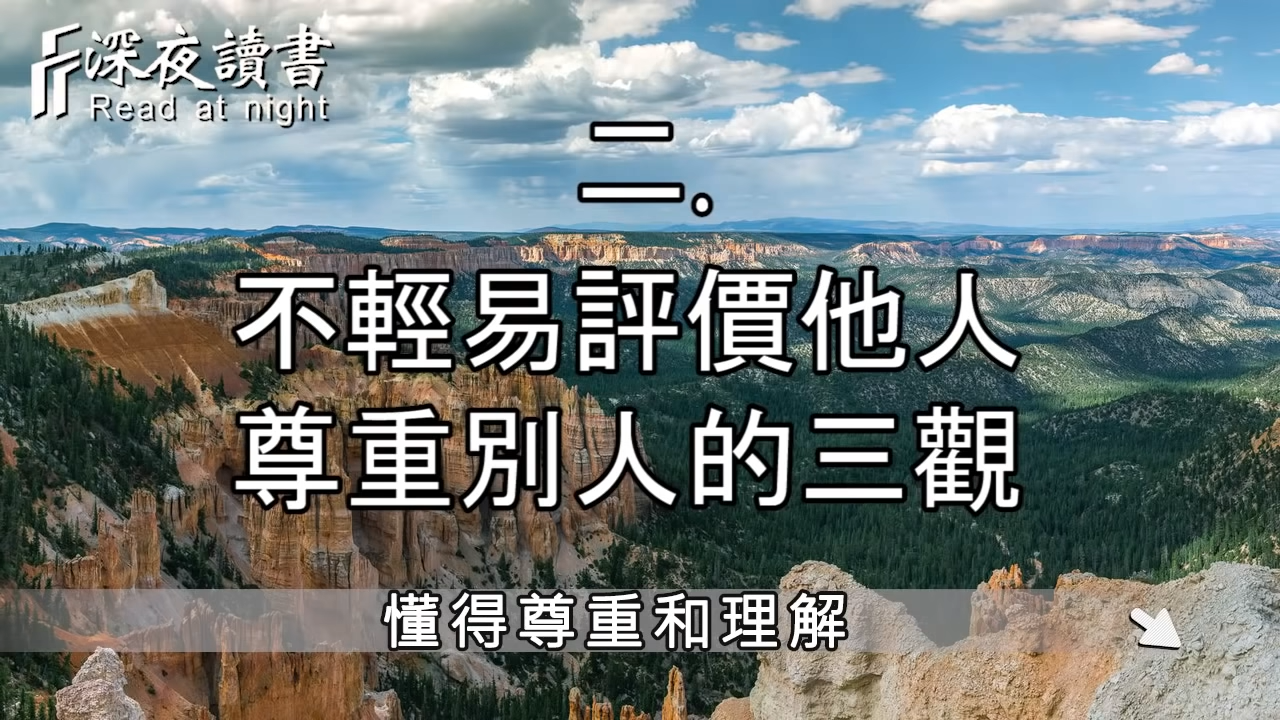 深夜讀書
Read at night
二.
不輕易評價他人
尊重別人的三觀
懂得尊重和理解